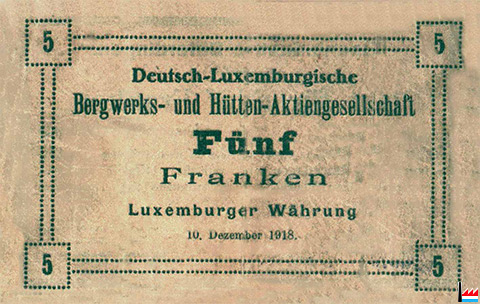 5 5
Deutsch-Luxemburgische
Bergwerks- und Hütten-Aktiengesellschaft
Fünf
Franken
Luxemburger Währung
10. Dezember 1918.
5 5